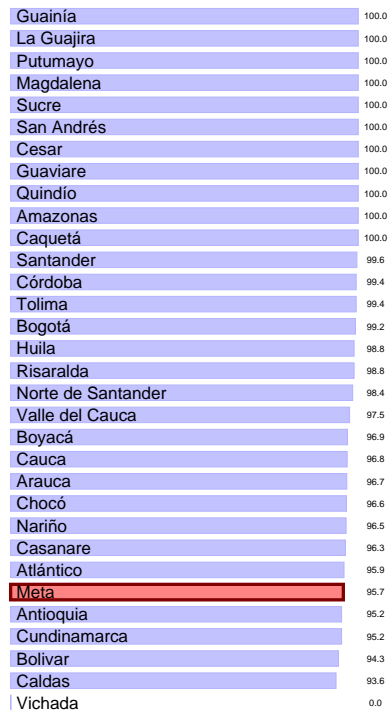 Guainía 100.0
La Guajira 100.0
Putumayo 100.0
Magdalena 100.0
Sucre 100.0
San Andrés 100.0
Cesar 100.0
Guaviare 100.0
Quindío 100.0
Amazonas 100.0
Caquetá 100.0
Santander 99.6
Córdoba 99.4
Tolima 99.4
Bogotá 99.2
Huila 98.8
Risaralda 98.8
Norte de Santander 98.4
Valle del Cauca 97.5
Boyacá 96.9
Cauca 96.8
Arauca 96.7
Chocó 96.6
Nariño 96.5
Casanare 96.3
Atlántico 95.9
Meta 95.7
Antioquia 95.2
Cundinamarca 95.2
Bolivar 94.3
Caldas 93.6
Vichada 0.0